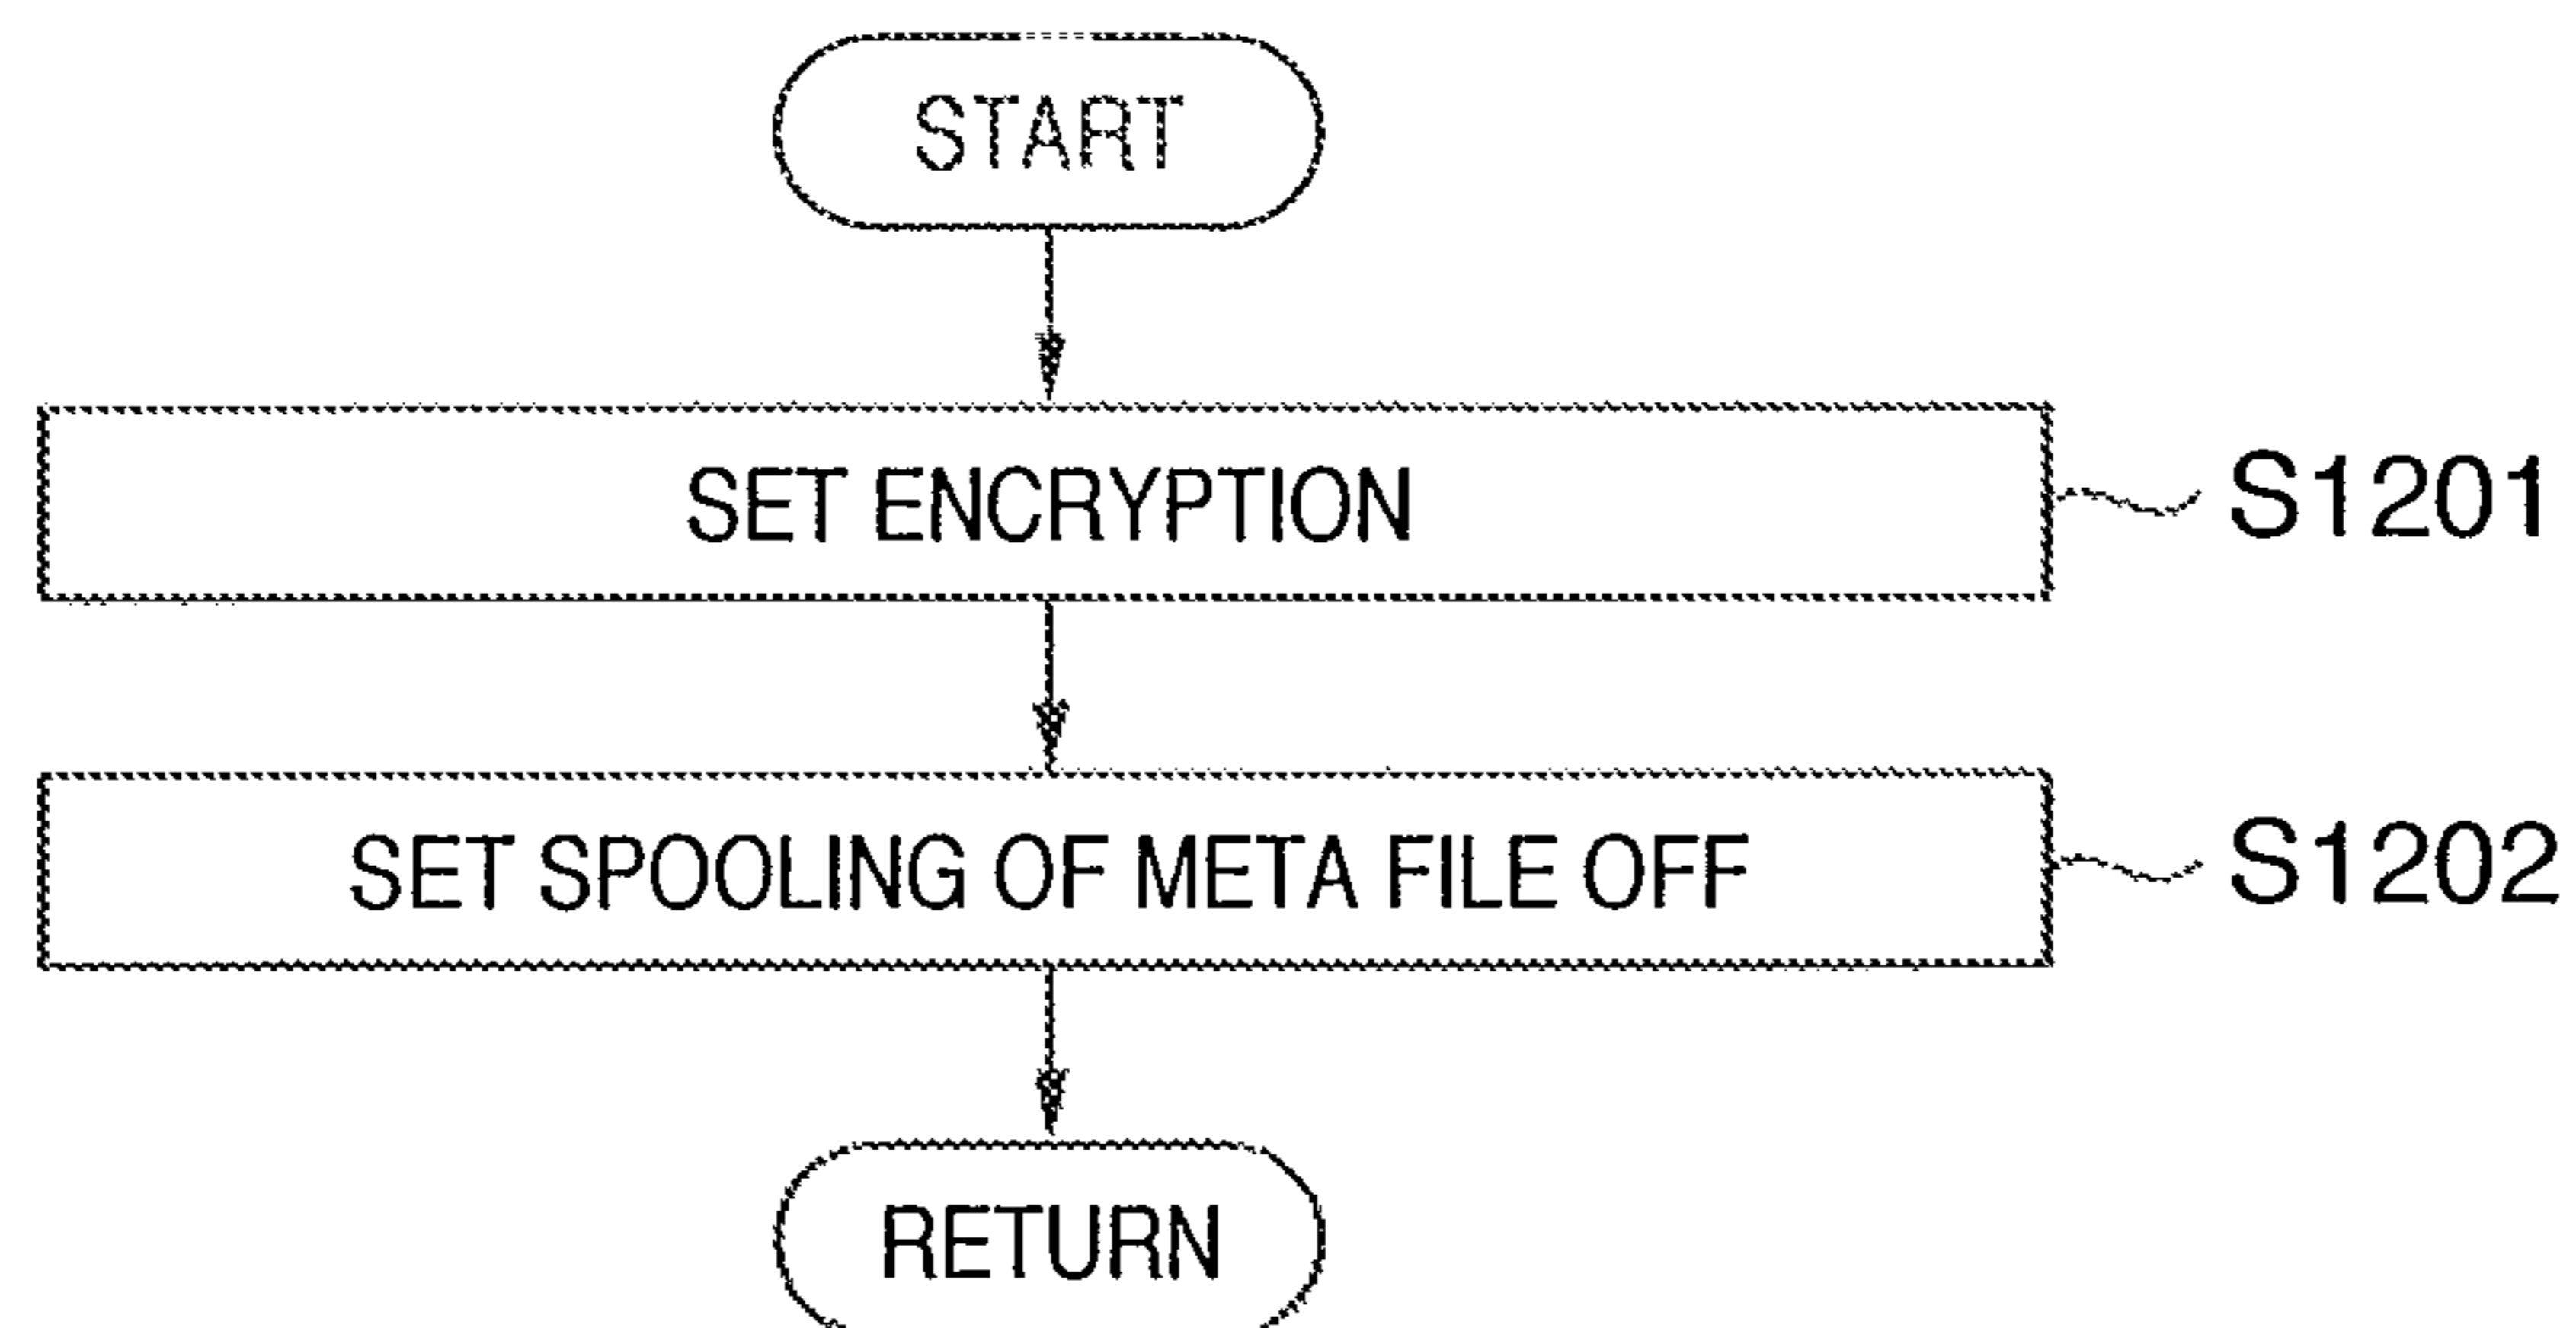 START
SET ENCRYPTION
S1201
SET SPOOLING OF META FILE OFF
S1202
RETURN